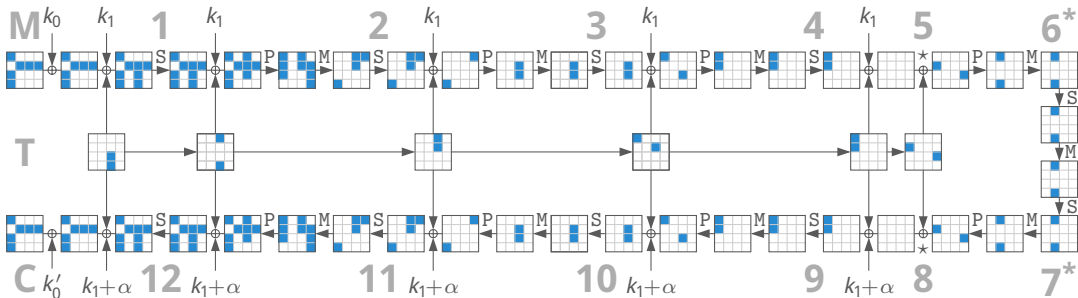 M k₀ k₁ 1 k₁ 2 k₁ 3 k₁ 4 k₁ 5 6*
S P M S P M S P M S ⋆ P M
S
T
M
S
S P M S P M S P M S ⋆ P M
C k₀′ k₁+α 12 k₁+α 11 k₁+α 10 k₁+α 9 k₁+α 8 7*